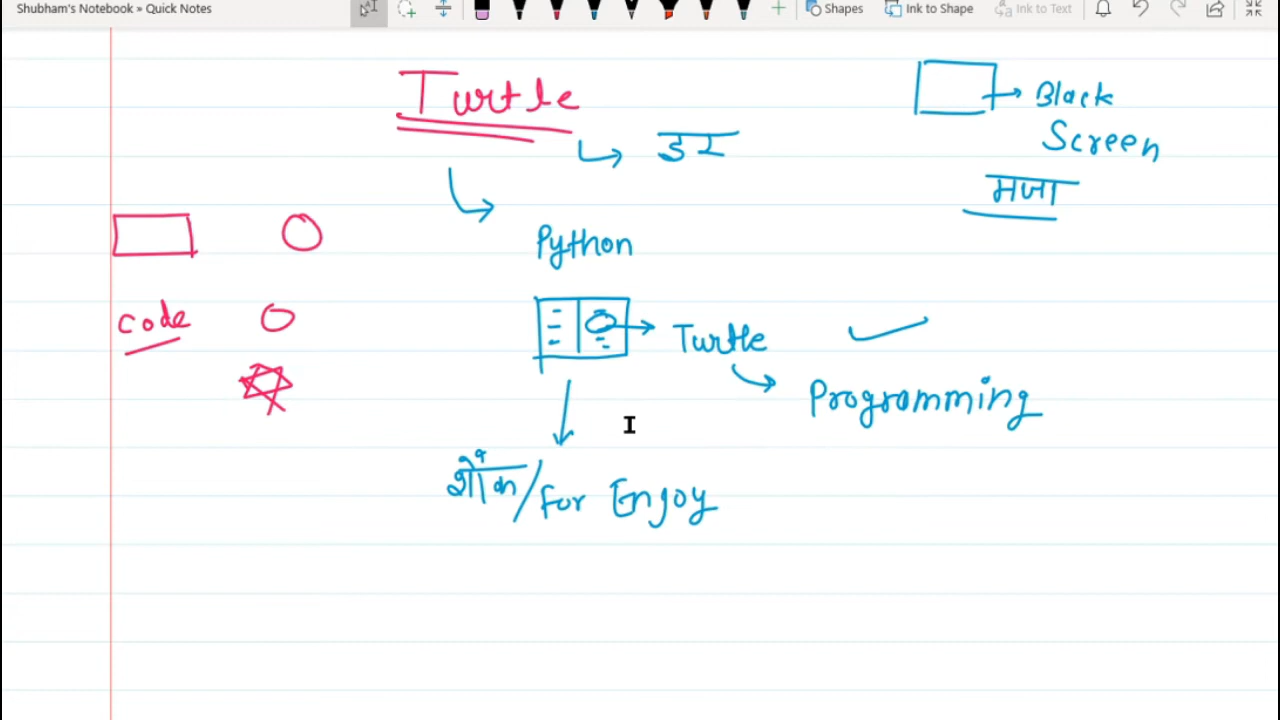 Shubham's Notebook » Quick Notes
Shapes
Ink to Shape
Ink to Text
Turtle
Black
Screen
डर
मजा
Python
code
Turtle
Programming
शौक / for Enjoy